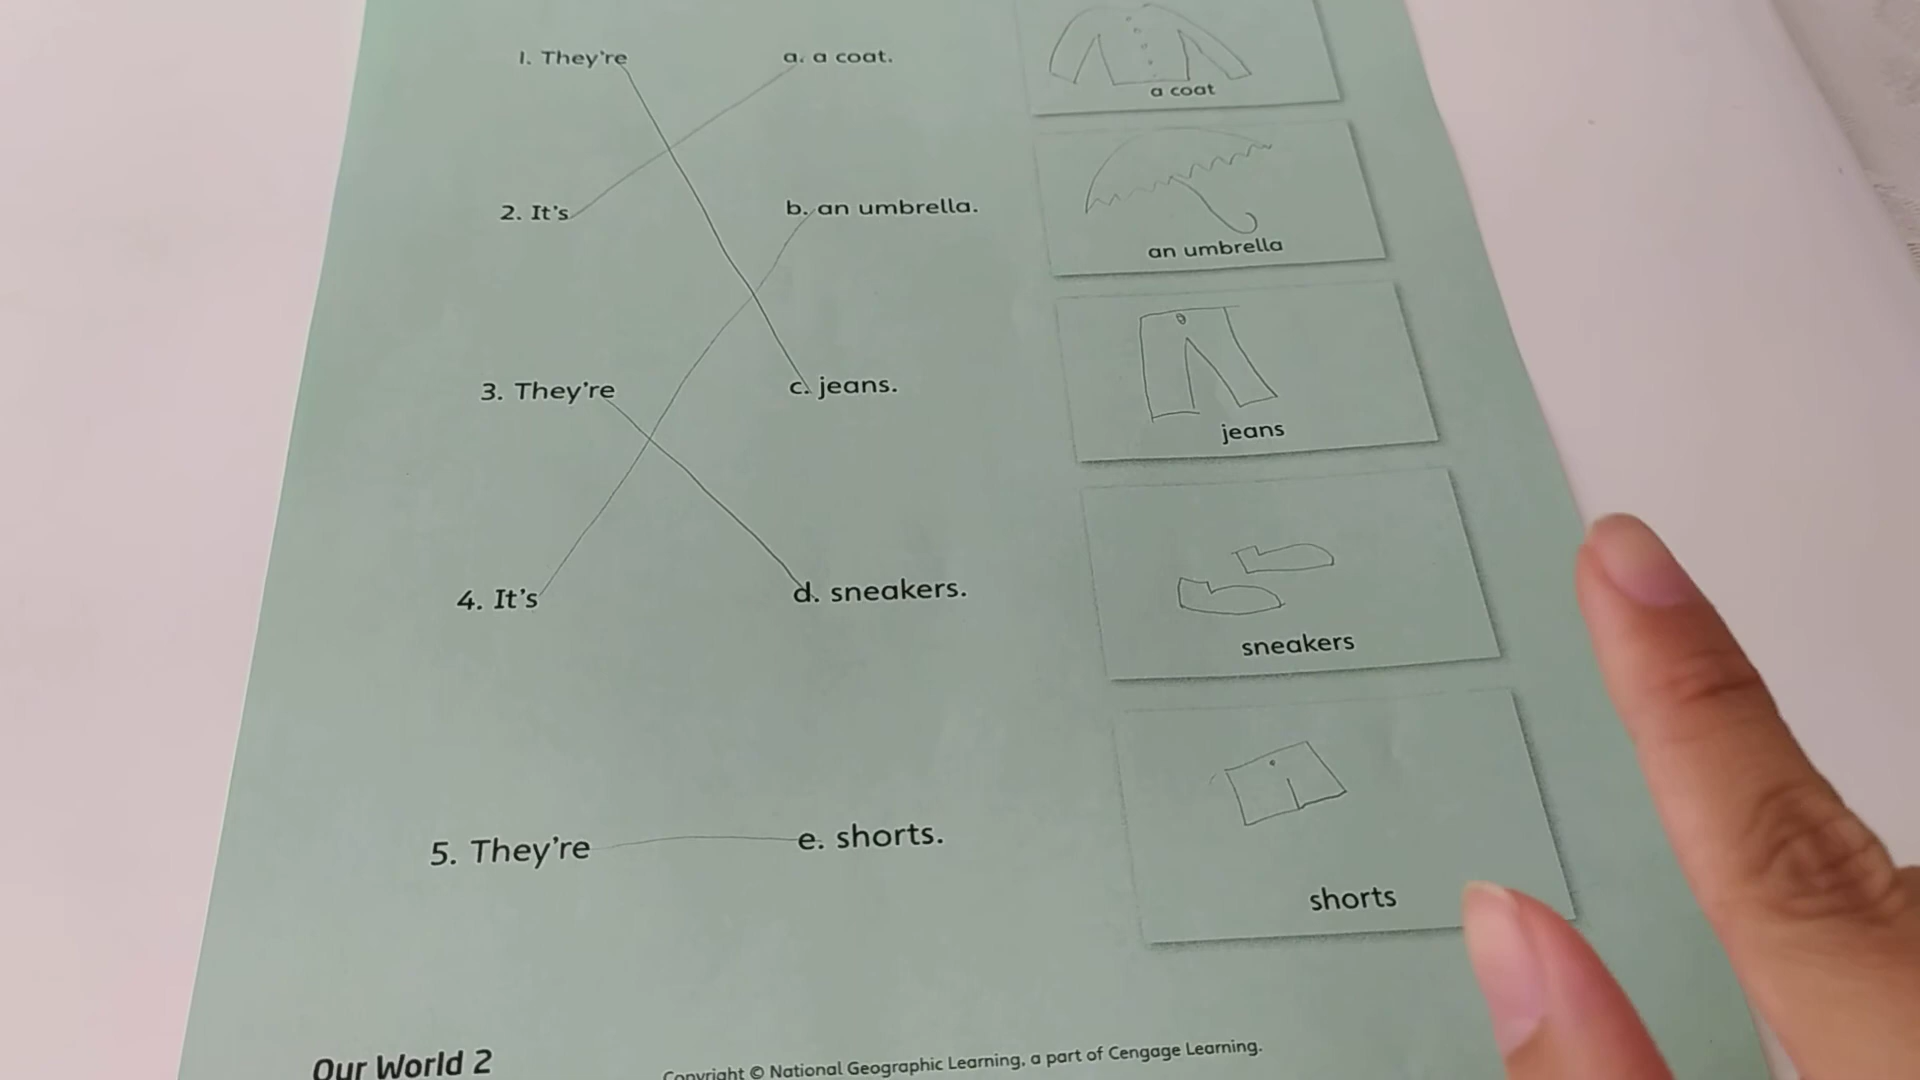 1. They're
a. a coat.
2. It's
b. an umbrella.
3. They're
c. jeans.
4. It's
d. sneakers.
5. They're
e. shorts.
a coat
an umbrella
jeans
sneakers
shorts
Our World 2
Copyright © National Geographic Learning, a part of Cengage Learning.